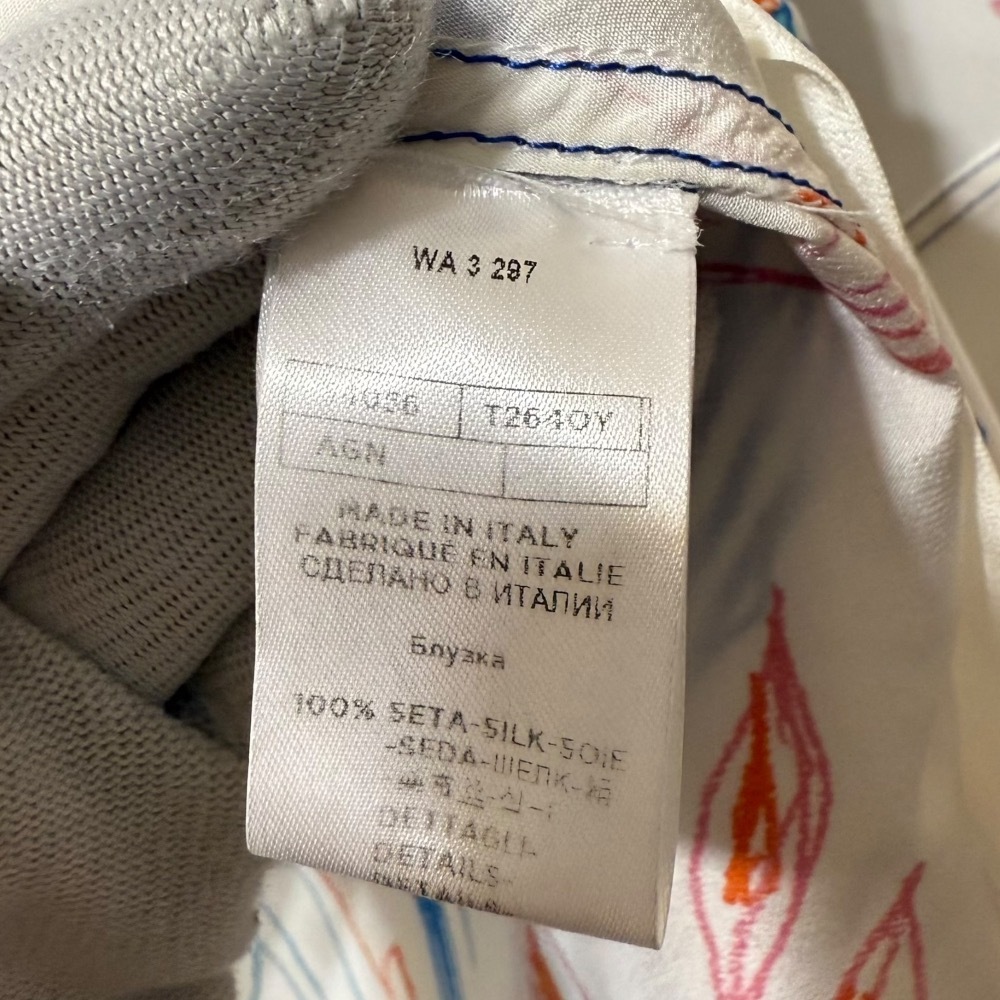 WA 3 297
T264OY
AGN
MADE IN ITALY
FABRIQUE EN ITALIE
СДЕЛАНО В ИТАЛИИ
Блузка
100% SETA-SILK-SOIE
-SEDA-ШЕЛК-絹
DETTAGLI-
DETAILS-